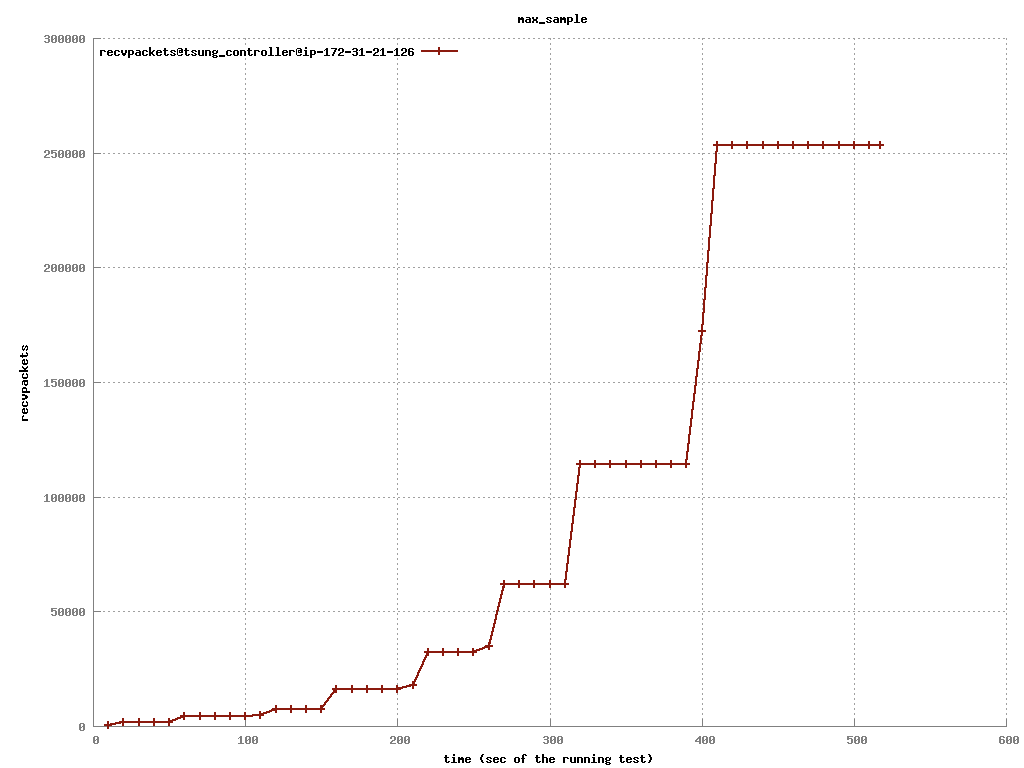 max_sample
300000
recvpackets@tsung_controller@ip-172-31-21-126
250000
200000
150000
100000
50000
0
recvpackets
0 100 200 300 400 500 600
time (sec of the running test)